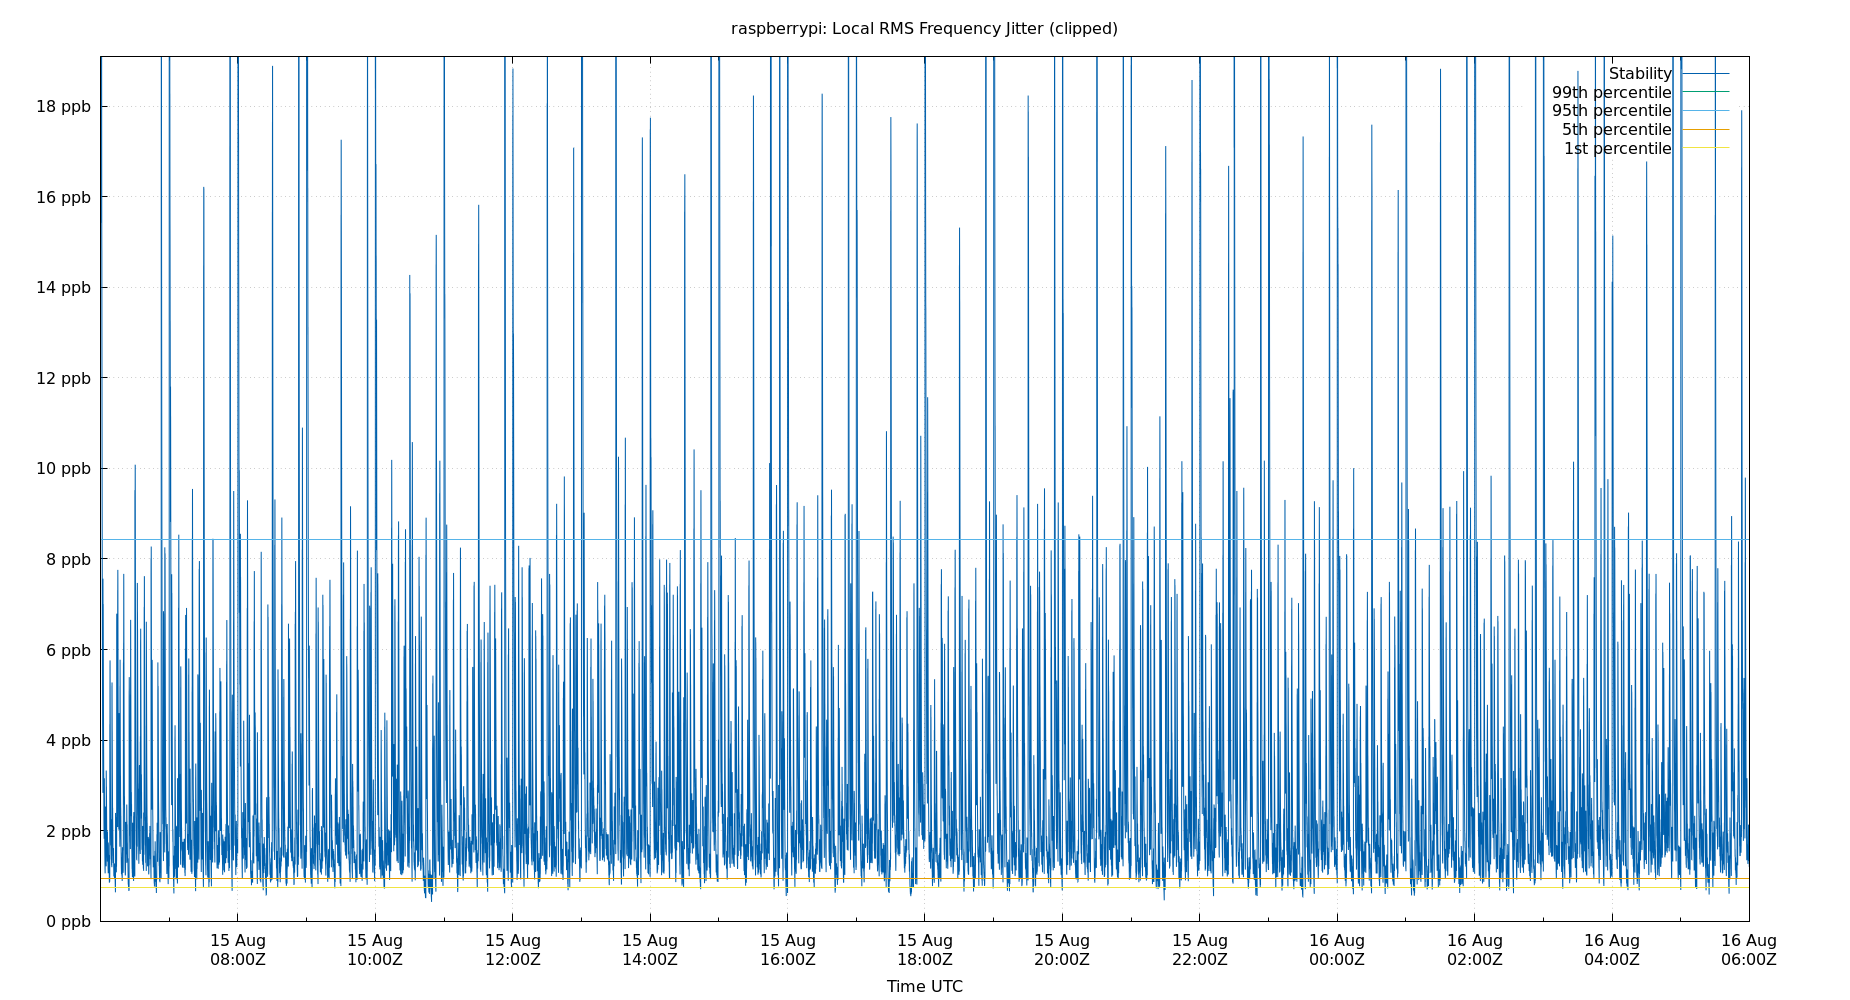 raspberrypi: Local RMS Frequency Jitter (clipped)
Stability
99th percentile
95th percentile
5th percentile
1st percentile
18 ppb
16 ppb
14 ppb
12 ppb
10 ppb
8 ppb
6 ppb
4 ppb
2 ppb
0 ppb
15 Aug 15 Aug 15 Aug 15 Aug 15 Aug 15 Aug 15 Aug 15 Aug 16 Aug 16 Aug 16 Aug 16 Aug
08:00Z 10:00Z 12:00Z 14:00Z 16:00Z 18:00Z 20:00Z 22:00Z 00:00Z 02:00Z 04:00Z 06:00Z
Time UTC